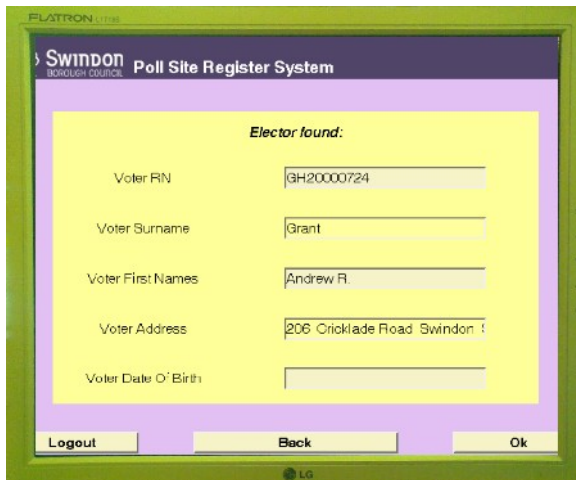 FLATRON
Swindon
BOROUGH COUNCIL
Poll Site Register System
Elector found:
Voter RN GH20000724
Voter Surname Grant
Voter First Names Andrew R.
Voter Address 206 Cricklade Road Swindon
Voter Date Of Birth
Logout Back Ok
LG